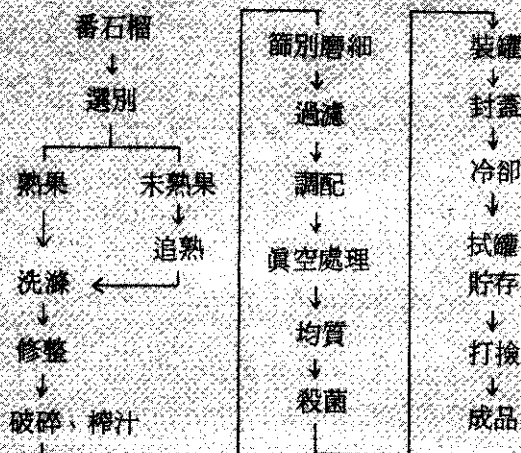 番石榴
選別
熟果 未熟果
追熟
洗滌
修整
破碎、榨汁
篩別磨細
過濾
調配
眞空處理
均質
殺菌
裝罐
封蓋
冷卻
拭罐
貯存
打檢
成品